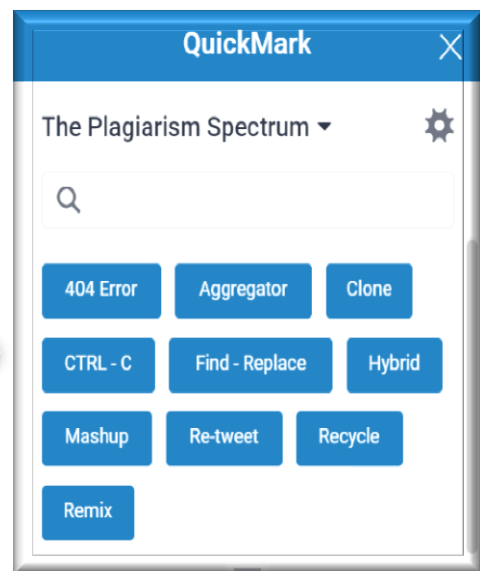 QuickMark
The Plagiarism Spectrum
404 Error Aggregator Clone
CTRL - C Find - Replace Hybrid
Mashup Re-tweet Recycle
Remix